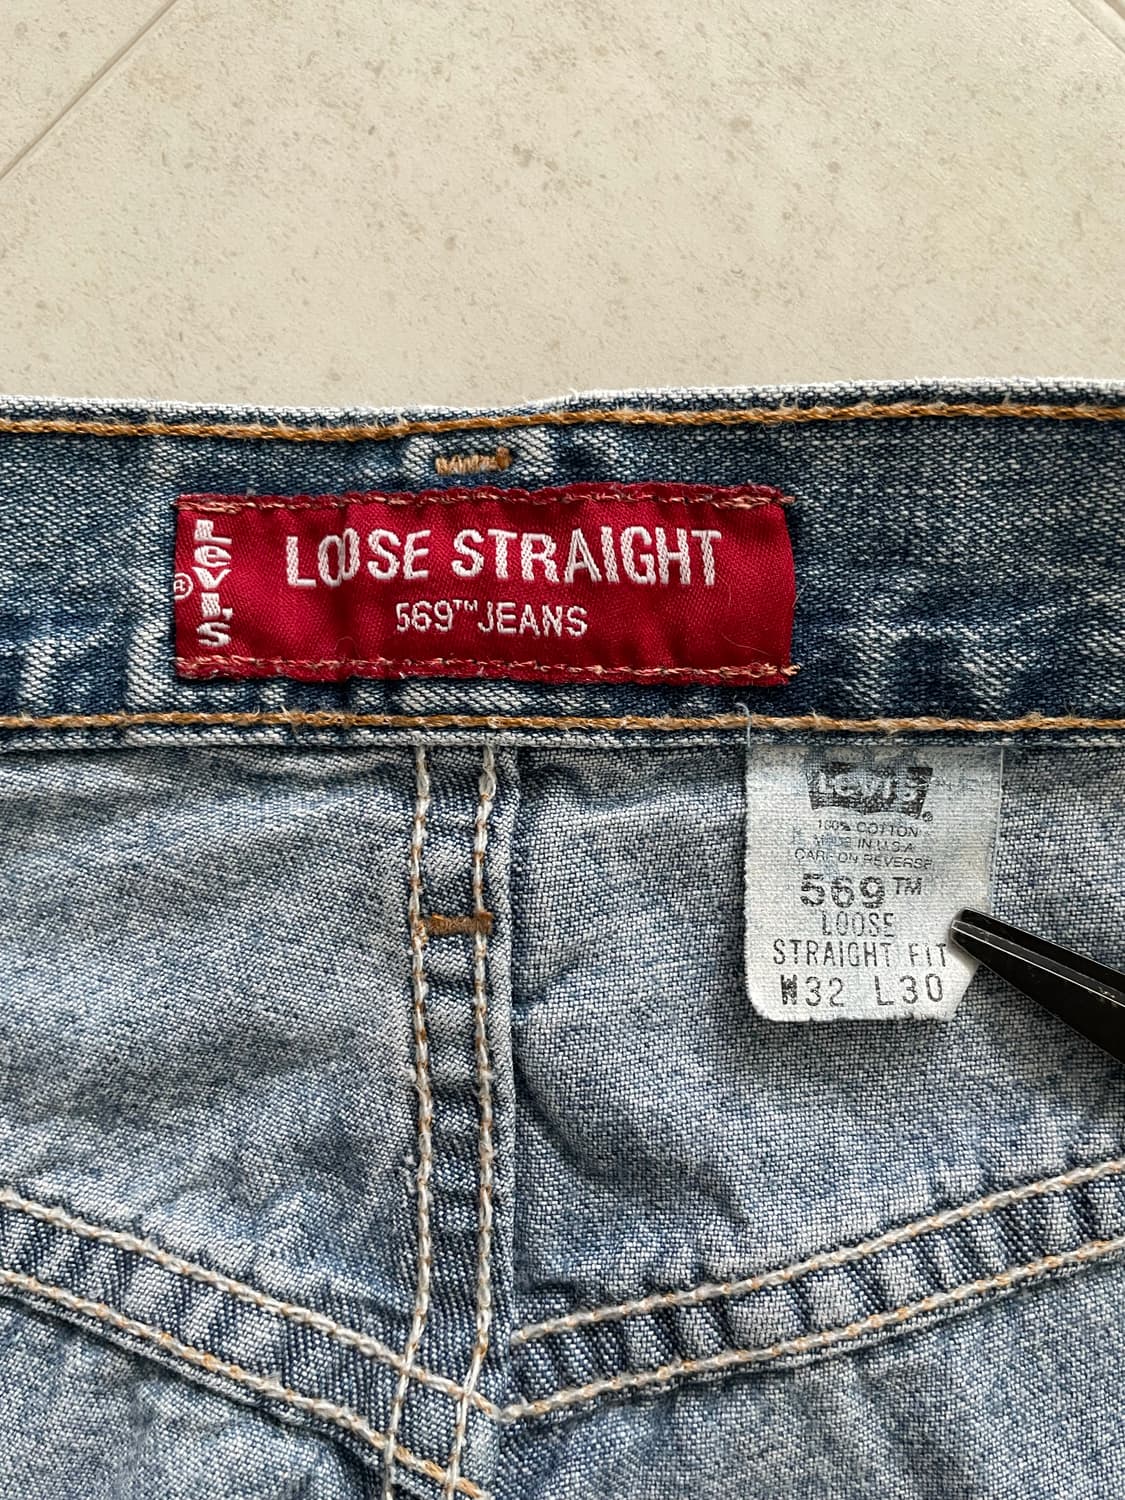 LEVI'S ®
LOOSE STRAIGHT
569™ JEANS
Levi's®
100% COTTON
MADE IN U.S.A
CARE ON REVERSE
569™
LOOSE
STRAIGHT FIT
W32 L30